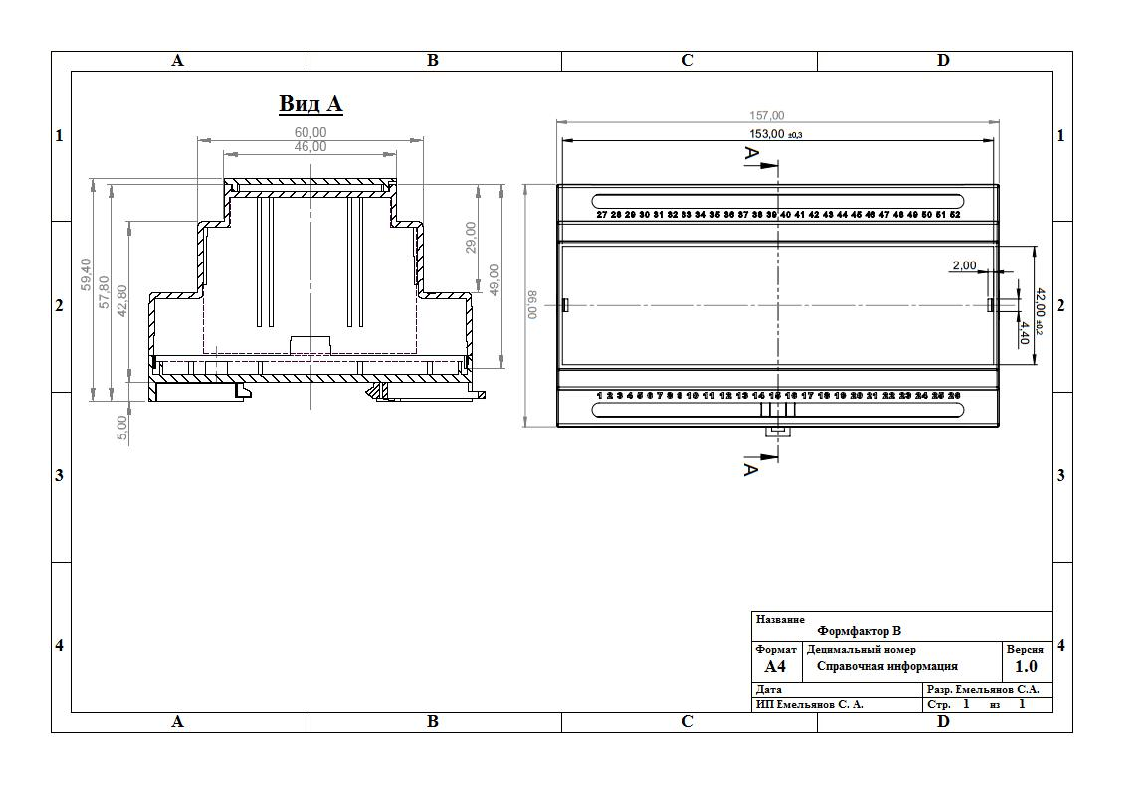 A B C D
1 1
Вид А
60,00
46,00
59,40
57,80
42,80
5,00
29,00
49,00
157,00
153,00 ±0,3
A
27 28 29 30 31 32 33 34 35 36 37 38 39 40 41 42 43 44 45 46 47 48 49 50 51 52
2,00
86,00
42,00 ±0,2
4,40
2 2
1 2 3 4 5 6 7 8 9 10 11 12 13 14 15 16 17 18 19 20 21 22 23 24 25 26
A
3 3
4 4
Название
Формфактор В
Формат Децимальный номер Версия
А4 Справочная информация 1.0
Дата Разр. Емельянов С.А.
ИП Емельянов С. А. Стр. 1 из 1
A B C D